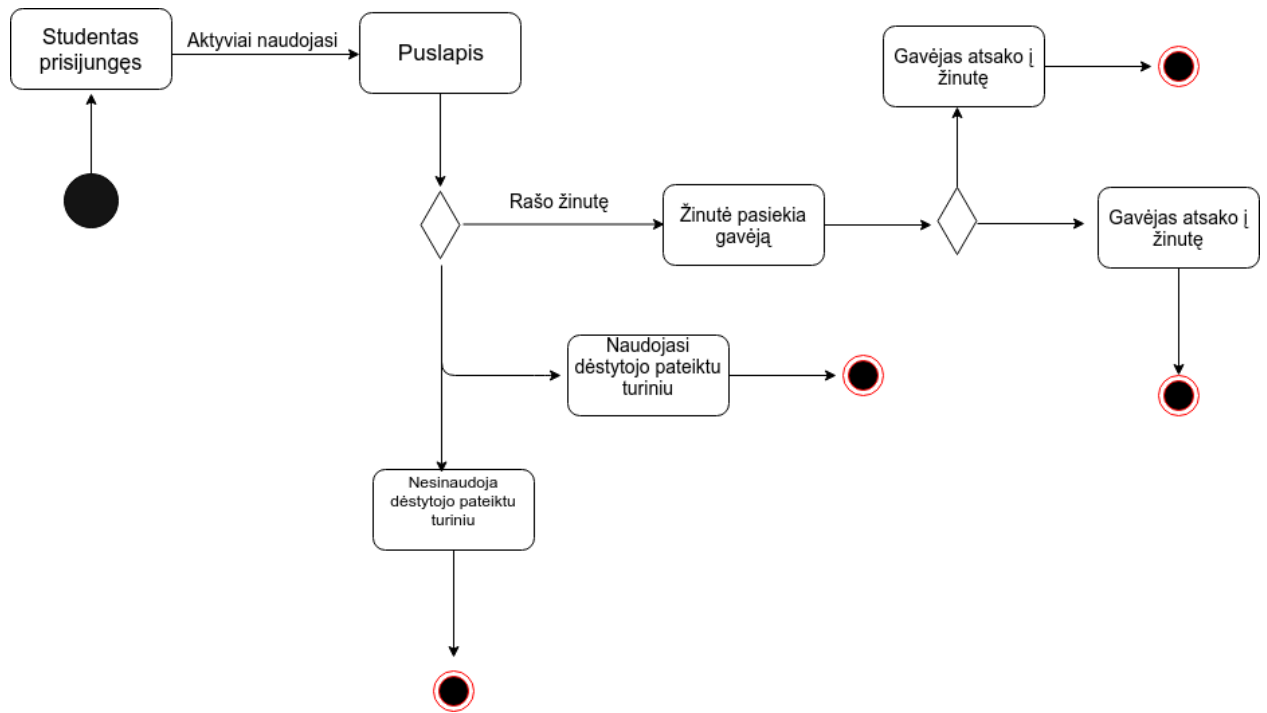 Studentas
prisijungęs
Aktyviai naudojasi
Puslapis
Gavėjas atsako į
žinutę
Rašo žinutę
Žinutė pasiekia
gavėją
Gavėjas atsako į
žinutę
Naudojasi
dėstytojo pateiktu
turiniu
Nesinaudoja
dėstytojo pateiktu
turiniu